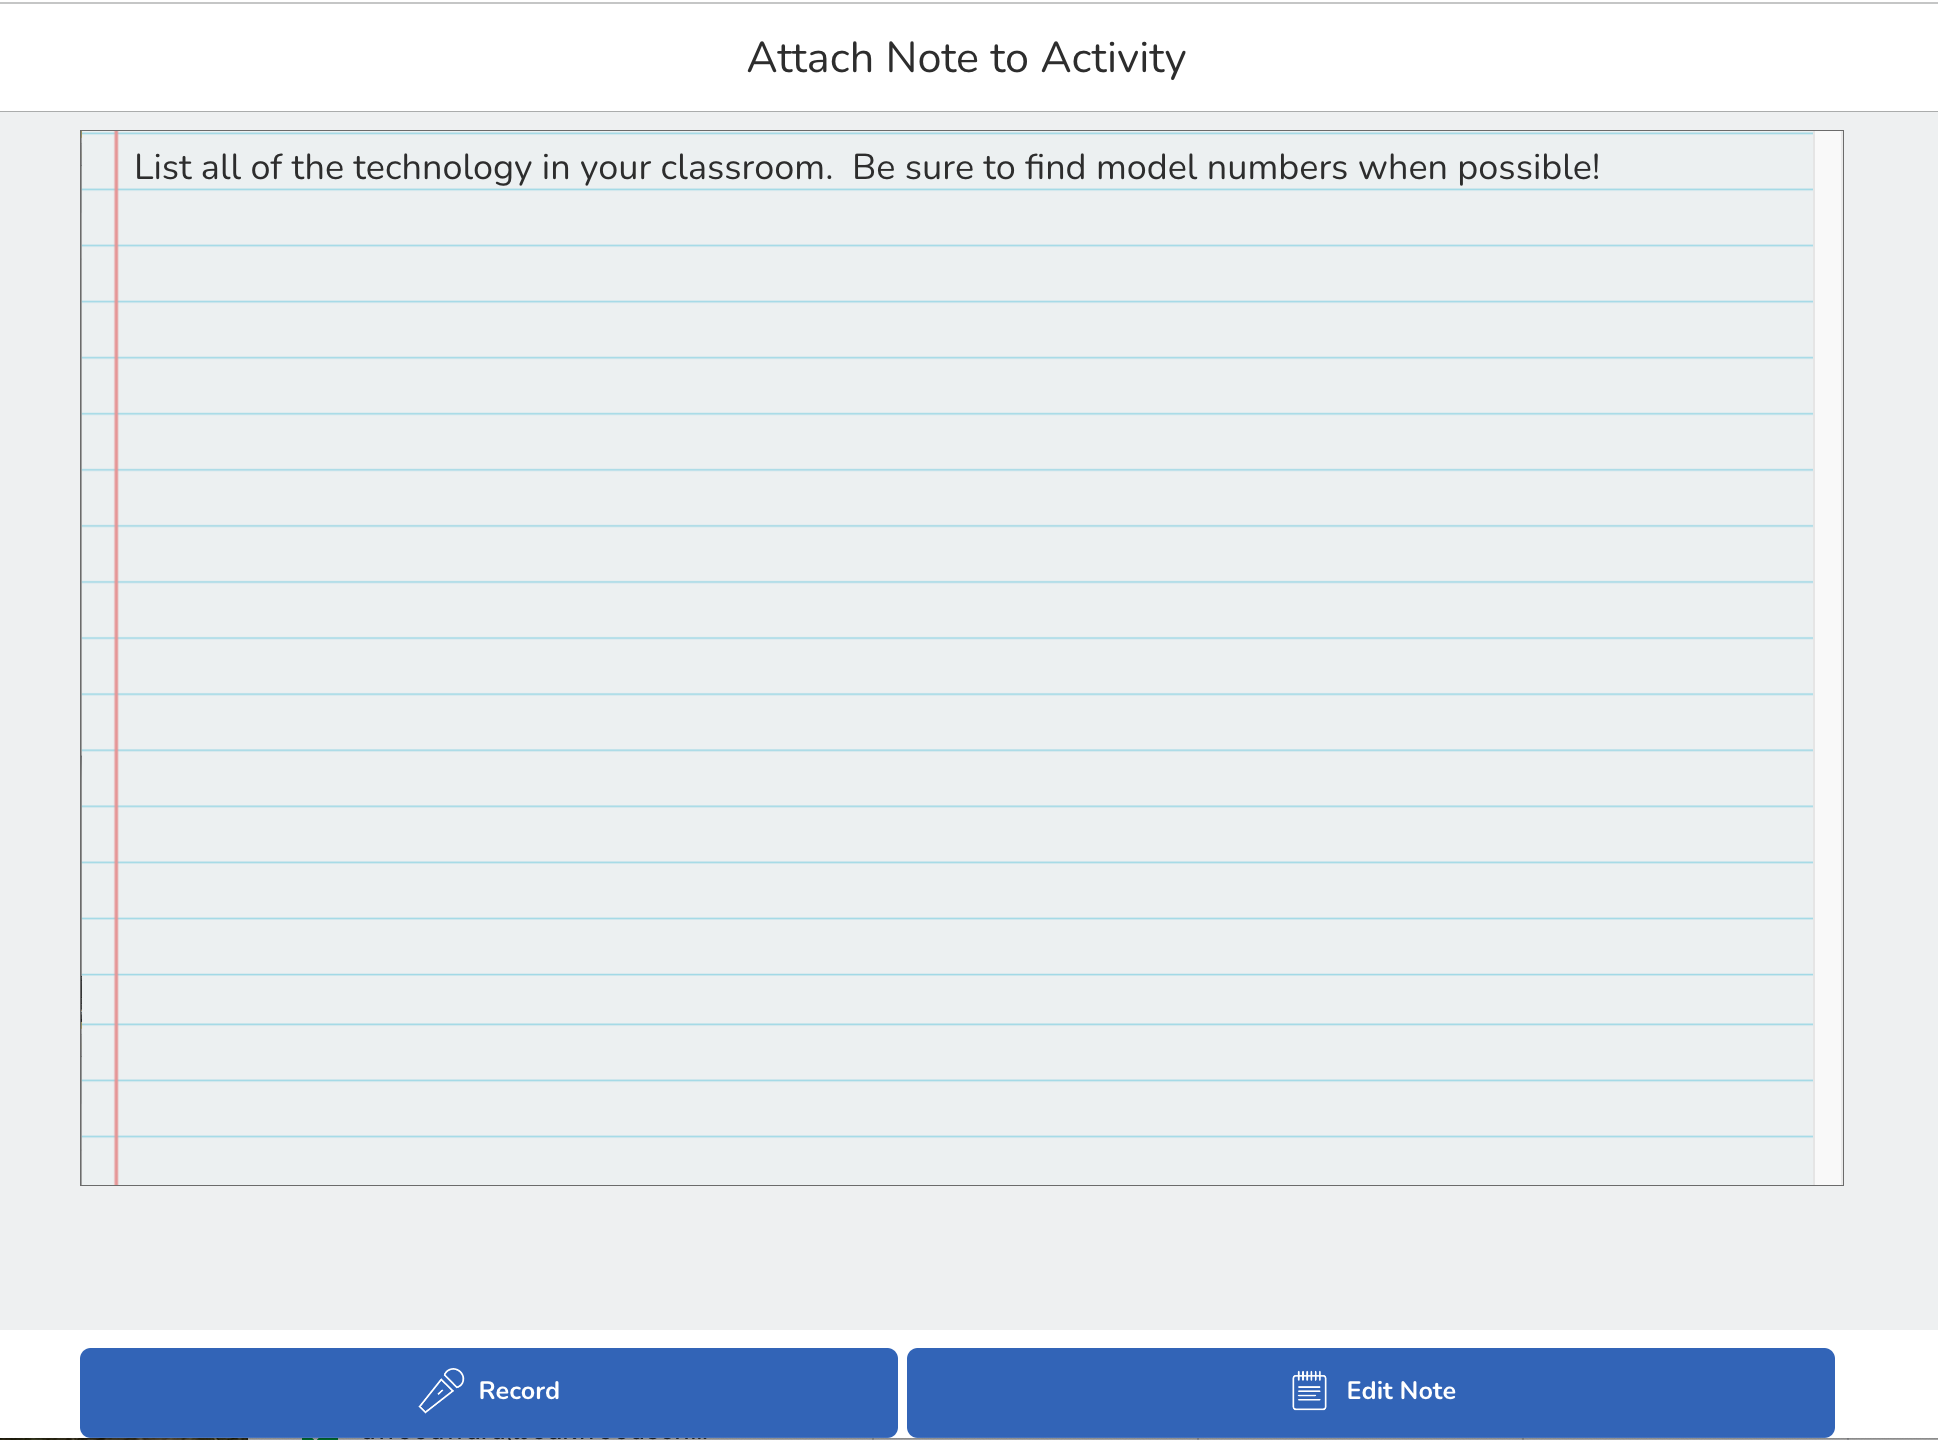 Attach Note to Activity
List all of the technology in your classroom.  Be sure to find model numbers when possible!
Record
Edit Note